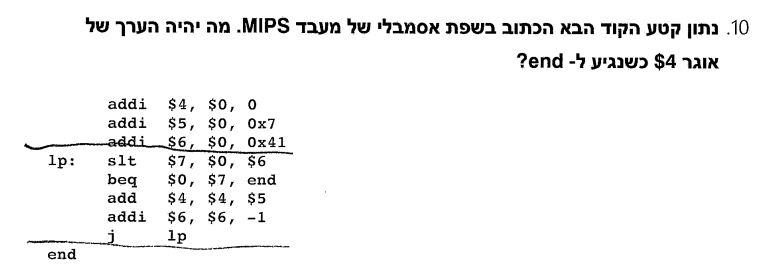 10. נתון קטע הקוד הבא הכתוב בשפת אסמבלי של מעבד MIPS. מה יהיה הערך של
אוגר $4 כשנגיע ל- end?
addi $4, $0, 0
addi $5, $0, 0x7
addi $6, $0, 0x41
lp: slt $7, $0, $6
beq $0, $7, end
add $4, $4, $5
addi $6, $6, -1
j lp
end